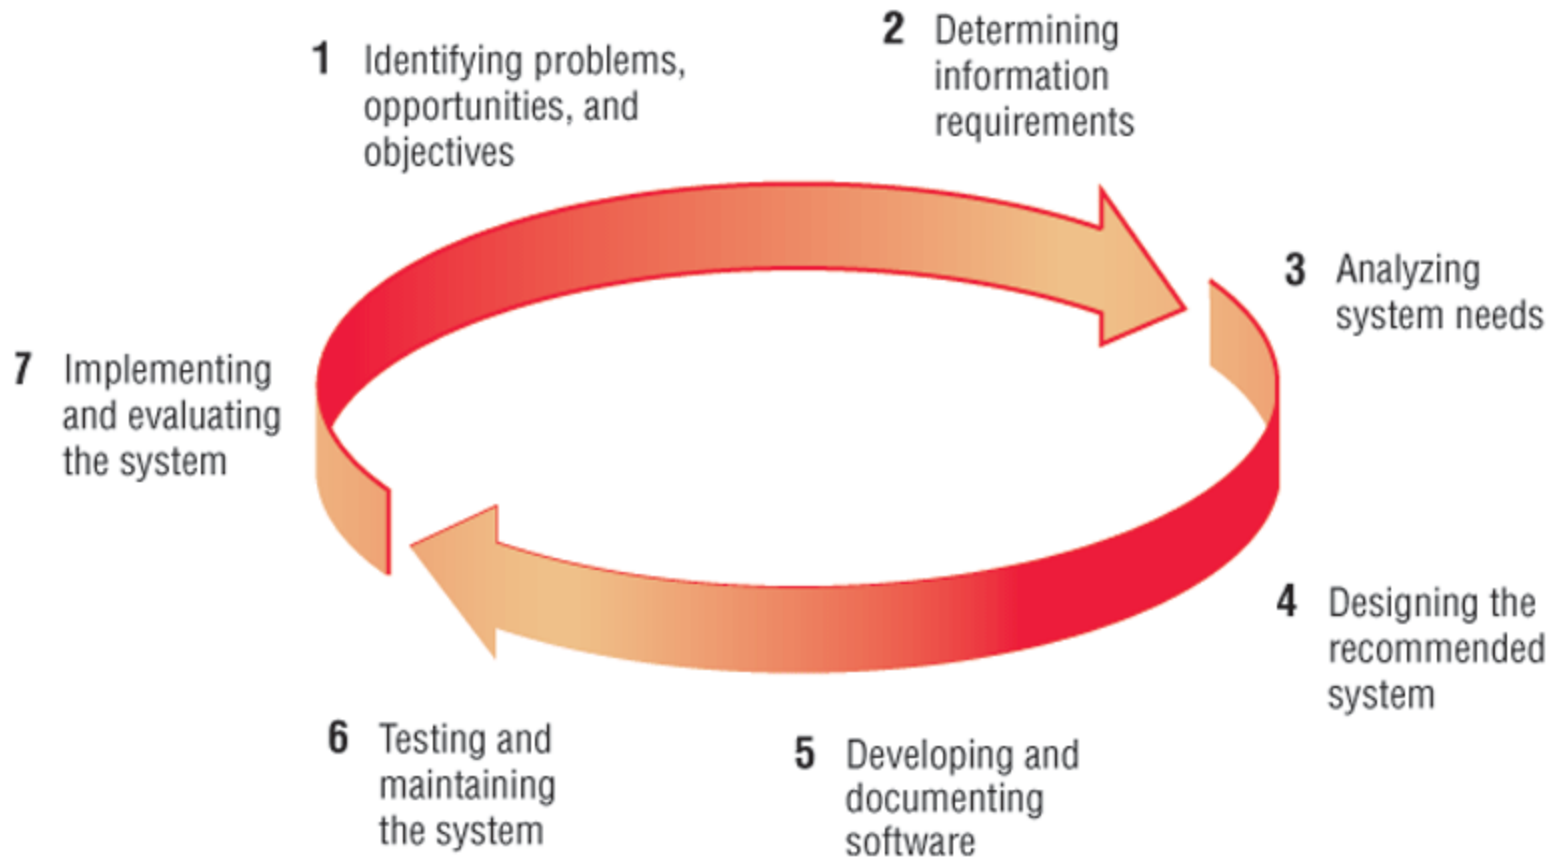 1 Identifying problems,
opportunities, and
objectives
2 Determining
information
requirements
3 Analyzing
system needs
4 Designing the
recommended
system
5 Developing and
documenting
software
6 Testing and
maintaining
the system
7 Implementing
and evaluating
the system